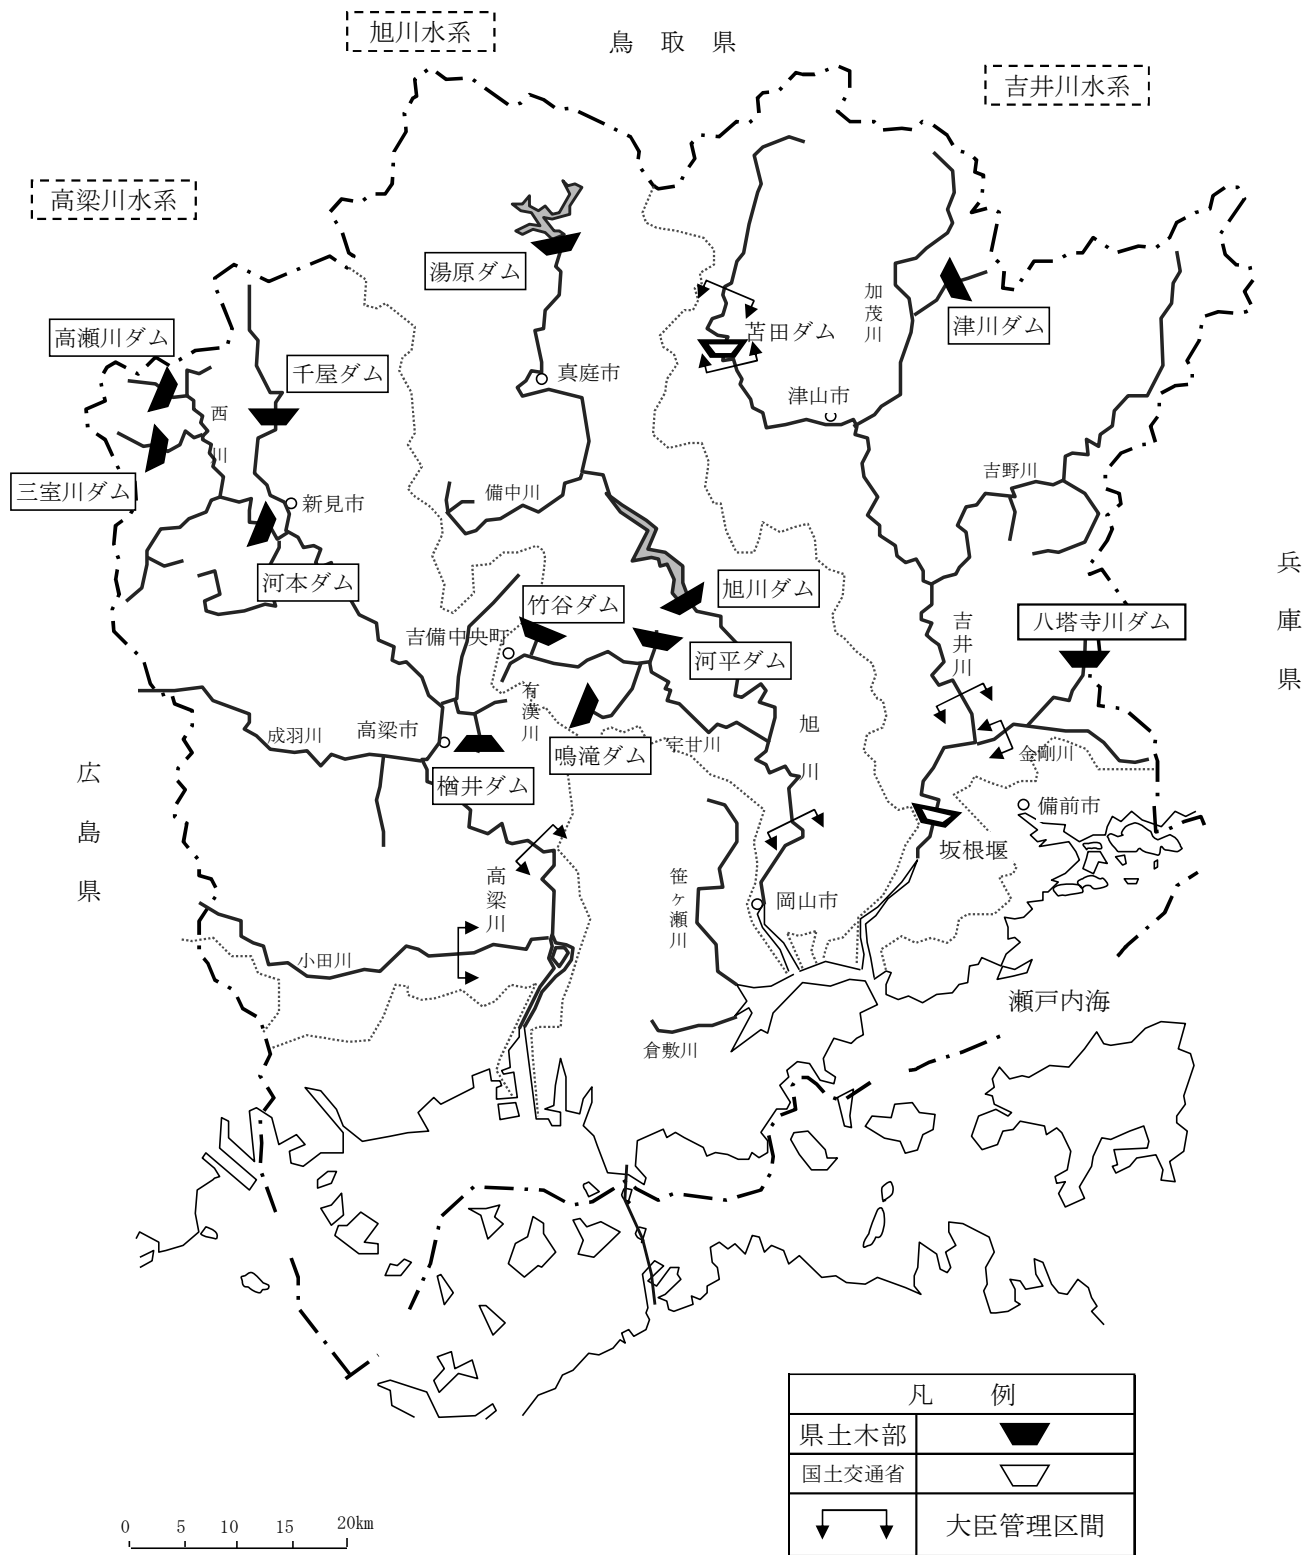 旭川水系
鳥取県
吉井川水系
高梁川水系
湯原ダム
加茂川
津川ダム
高瀬川ダム
苫田ダム
千屋ダム
真庭市
津山市
西川
三室川ダム
新見市
備中川
吉野川
兵庫県
河本ダム
竹谷ダム
旭川ダム
八塔寺川ダム
吉備中央町
吉井川
河平ダム
有漢川
成羽川
高梁市
鳴滝ダム
宇甘川
旭川
金剛川
広島県
楢井ダム
備前市
坂根堰
高梁川
笹ヶ瀬川
岡山市
小田川
瀬戸内海
倉敷川
凡例
県土木部
国土交通省
大臣管理区間
0 5 10 15 20km